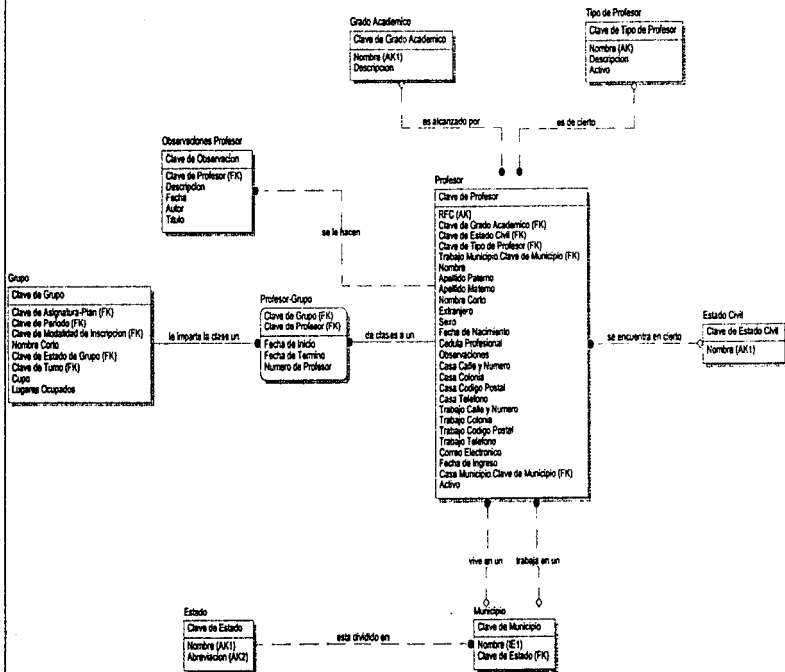 Grado Academico
Clave de Grado Academico
Nombre (AK1)
Descripcion
Tipo de Profesor
Clave de Tipo de Profesor
Nombre (AK)
Descripcion
Activo
es alcanzado por
es de cierto
Observaciones Profesor
Clave de Observacion
Clave de Profesor (FK)
Descripcion
Fecha
Autor
Titulo
se le hacen
Profesor
Clave de Profesor
RFC (AK)
Clave de Grado Academico (FK)
Clave de Estado Civil (FK)
Clave de Tipo de Profesor (FK)
Trabajo Municipio.Clave de Municipio (FK)
Nombre
Apellido Paterno
Apellido Materno
Nombre Corto
Extranjero
Sexo
Fecha de Nacimiento
Cedula Profesional
Observaciones
Casa Calle y Numero
Casa Colonia
Casa Codigo Postal
Casa Telefono
Trabajo Calle y Numero
Trabajo Colonia
Trabajo Codigo Postal
Trabajo Telefono
Correo Electronico
Fecha de Ingreso
Casa Municipio.Clave de Municipio (FK)
Activo
Grupo
Clave de Grupo
Clave de Asignatura-Plan (FK)
Clave de Periodo (FK)
Clave de Modalidad de Inscripcion (FK)
Nombre Corto
Clave de Estado de Grupo (FK)
Clave de Turno (FK)
Cupo
Lugares Ocupados
le imparta la clase un
Profesor-Grupo
Clave de Grupo (FK)
Clave de Profesor (FK)
Fecha de Inicio
Fecha de Termino
Numero de Profesor
da clases a un
se encuentra en cierto
Estado Civil
Clave de Estado Civil
Nombre (AK1)
vive en un
trabaja en un
Estado
Clave de Estado
Nombre (AK1)
Abreviacion (AK2)
esta dividido en
Municipio
Clave de Municipio
Nombre (IE1)
Clave de Estado (FK)